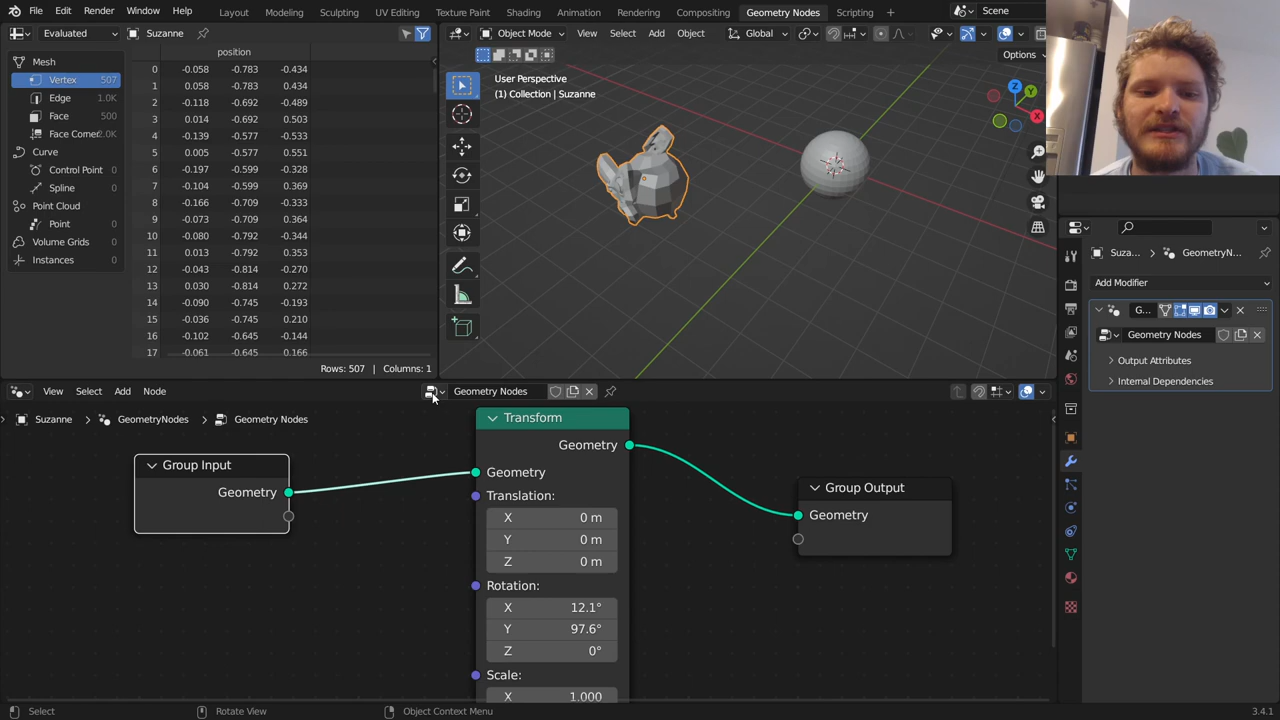 File Edit Render Window Help Layout Modeling Sculpting UV Editing Texture Paint Shading Animation Rendering Compositing Geometry Nodes Scripting Scene
Evaluated Suzanne
Object Mode View Select Add Object Global
Options
position
Mesh
Vertex 507
Edge 1.0K
Face 500
Face Corner 2.0K
Curve
Control Point 0
Spline 0
Point Cloud
Point 0
Volume Grids 0
Instances 0
0 -0.058 -0.783 -0.434
1 0.058 -0.783 0.434
2 -0.118 -0.692 -0.489
3 0.014 -0.692 0.503
4 -0.139 -0.577 -0.533
5 0.005 -0.577 0.551
6 -0.197 -0.599 -0.328
7 -0.104 -0.599 0.369
8 -0.166 -0.709 -0.333
9 -0.073 -0.709 0.364
10 -0.080 -0.792 -0.344
11 0.013 -0.792 0.353
12 -0.043 -0.814 -0.270
13 0.030 -0.814 0.272
14 -0.090 -0.745 -0.193
15 -0.036 -0.745 0.210
16 -0.102 -0.645 -0.144
17 -0.061 -0.645 0.166
Rows: 507 | Columns: 1
User Perspective
(1) Collection | Suzanne
Z
Y
X
Suza... GeometryN...
Add Modifier
G...
Geometry Nodes
Output Attributes
Internal Dependencies
View Select Add Node Geometry Nodes
Suzanne GeometryNodes Geometry Nodes
Group Input
Geometry
Transform
Geometry
Geometry
Translation:
X 0 m
Y 0 m
Z 0 m
Rotation:
X 12.1°
Y 97.6°
Z 0°
Scale:
X 1.000
Group Output
Geometry
Select Rotate View Object Context Menu 3.4.1